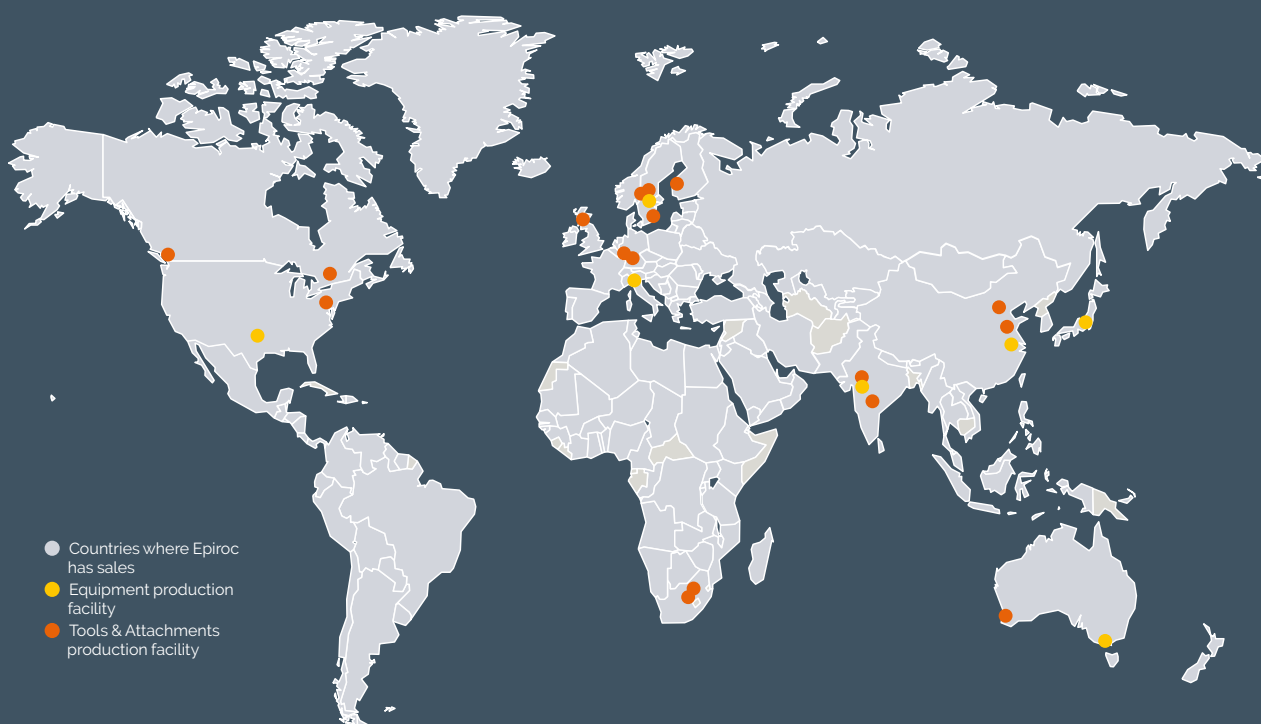 Countries where Epiroc
has sales
Equipment production
facility
Tools & Attachments
production facility